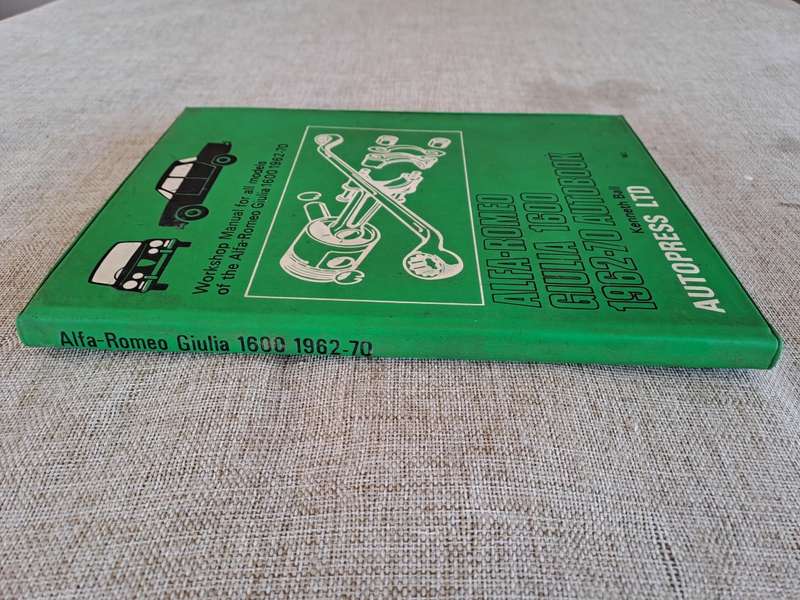 Workshop Manual for all models
of the Alfa-Romeo Giulia 1600 1962-70
ALFA-ROMEO
GIULIA 1600
1962-70 AUTOBOOK
Kenneth Ball
AUTOPRESS LTD
Alfa-Romeo Giulia 1600 1962-70